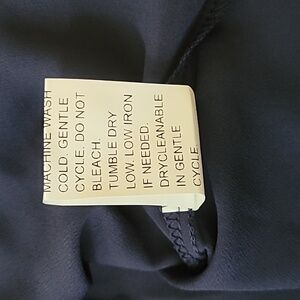 MACHINE WASH
COLD. GENTLE
CYCLE. DO NOT
BLEACH.
TUMBLE DRY
LOW. LOW IRON
IF NEEDED.
DRYCLEANABLE
IN GENTLE
CYCLE.